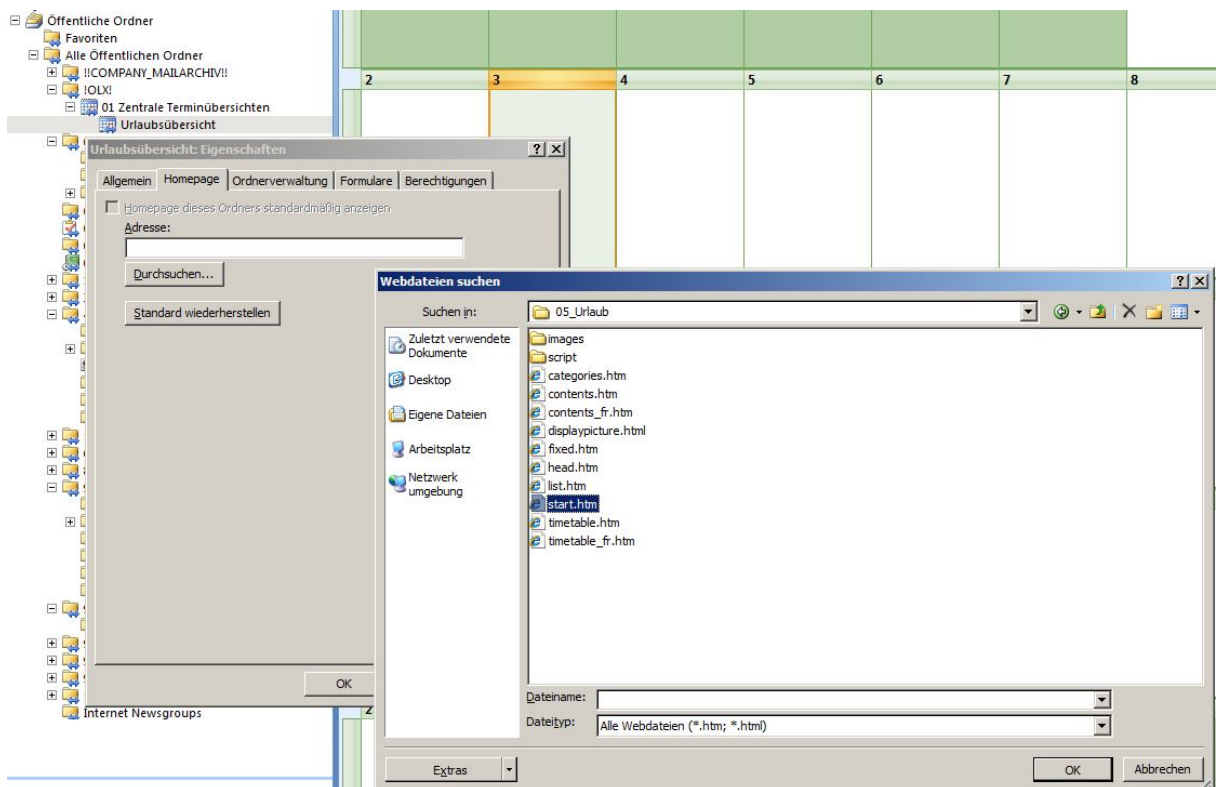 Öffentliche Ordner
Favoriten
Alle Öffentlichen Ordner
!!COMPANY_MAILARCHIV!!
!OLX!
01 Zentrale Terminübersichten
Urlaubsübersicht
Internet Newsgroups
2 3 4 5 6 7 8
Urlaubsübersicht: Eigenschaften
Allgemein Homepage Ordnerverwaltung Formulare Berechtigungen
Homepage dieses Ordners standardmäßig anzeigen
Adresse:
Durchsuchen...
Standard wiederherstellen
OK
Webdateien suchen
Suchen in: 05_Urlaub
Zuletzt verwendete
Dokumente
Desktop
Eigene Dateien
Arbeitsplatz
Netzwerk
umgebung
images
script
categories.htm
contents.htm
contents_fr.htm
displaypicture.html
fixed.htm
head.htm
list.htm
start.htm
timetable.htm
timetable_fr.htm
Dateiname:
Dateityp: Alle Webdateien (*.htm; *.html)
Extras OK Abbrechen